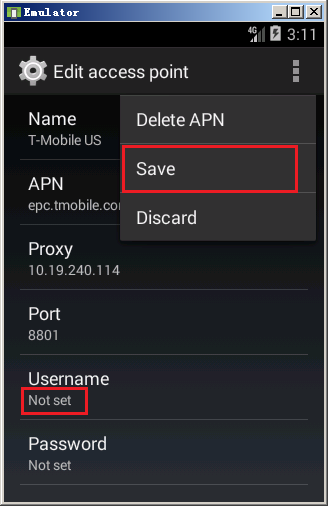 Emulator
4G 3:11
Edit access point
Name
T-Mobile US
Delete APN
Save
Discard
APN
epc.tmobile.co
Proxy
10.19.240.114
Port
8801
Username
Not set
Password
Not set